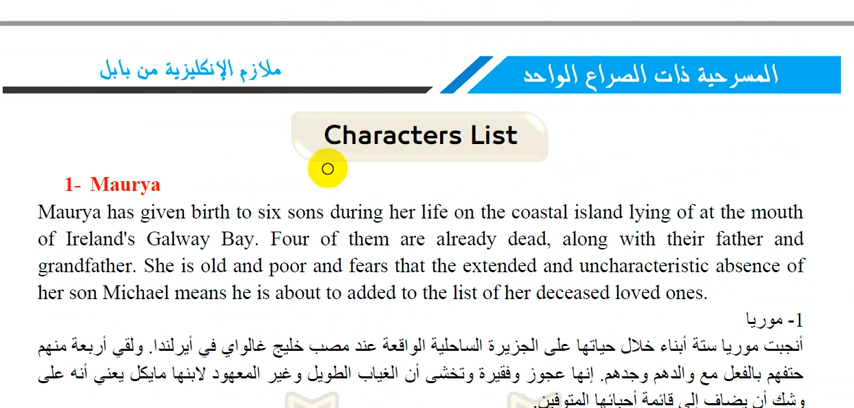 المسرحية ذات الصراع الواحد
ملازم الإنكليزية من بابل
Characters List
1- Maurya
Maurya has given birth to six sons during her life on the coastal island lying of at the mouth
of Ireland's Galway Bay. Four of them are already dead, along with their father and
grandfather. She is old and poor and fears that the extended and uncharacteristic absence of
her son Michael means he is about to added to the list of her deceased loved ones.
1- موريا
أنجبت موريا ستة أبناء خلال حياتها على الجزيرة الساحلية الواقعة عند مصب خليج غالواي في أيرلندا. ولقي أربعة منهم
حتفهم بالفعل مع والدهم وجدهم. إنها عجوز وفقيرة وتخشى أن الغياب الطويل وغير المعهود لابنها مايكل يعني أنه على
وشك أن يضاف إلى قائمة أحبائها المتوفين.